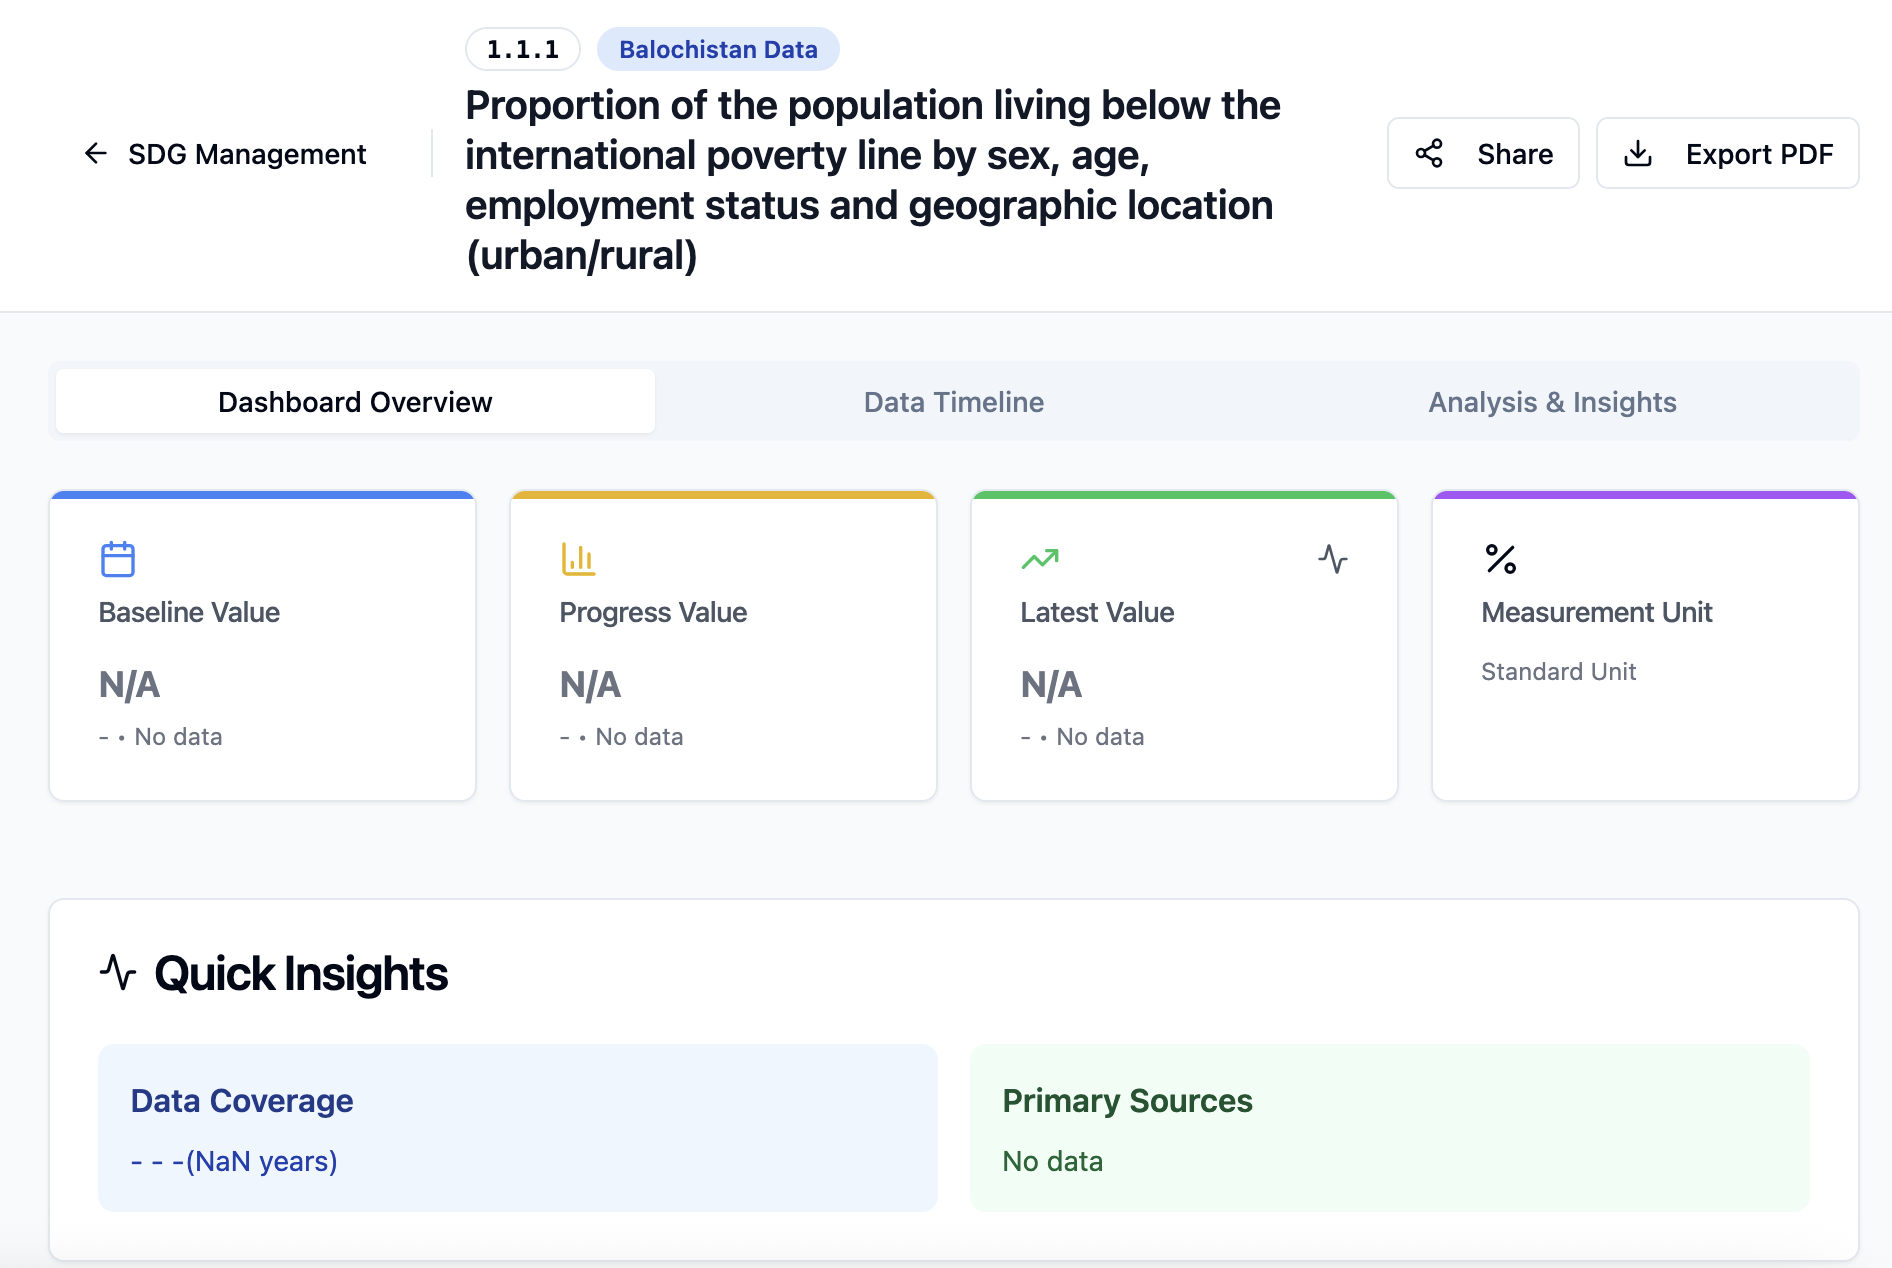 1.1.1 Balochistan Data
← SDG Management
Proportion of the population living below the
international poverty line by sex, age,
employment status and geographic location
(urban/rural)
Share
Export PDF
Dashboard Overview
Data Timeline
Analysis & Insights
Baseline Value
N/A
- • No data
Progress Value
N/A
- • No data
Latest Value
N/A
- • No data
Measurement Unit
Standard Unit
Quick Insights
Data Coverage
- - -(NaN years)
Primary Sources
No data